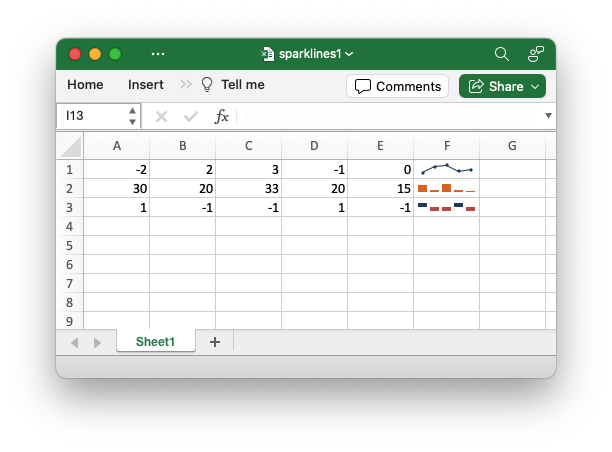 ... sparklines1
Home Insert >> Tell me Comments Share
I13 fx
A B C D E F G
1 -2 2 3 -1 0
2 30 20 33 20 15
3 1 -1 -1 1 -1
4
5
6
7
8
9
Sheet1 +